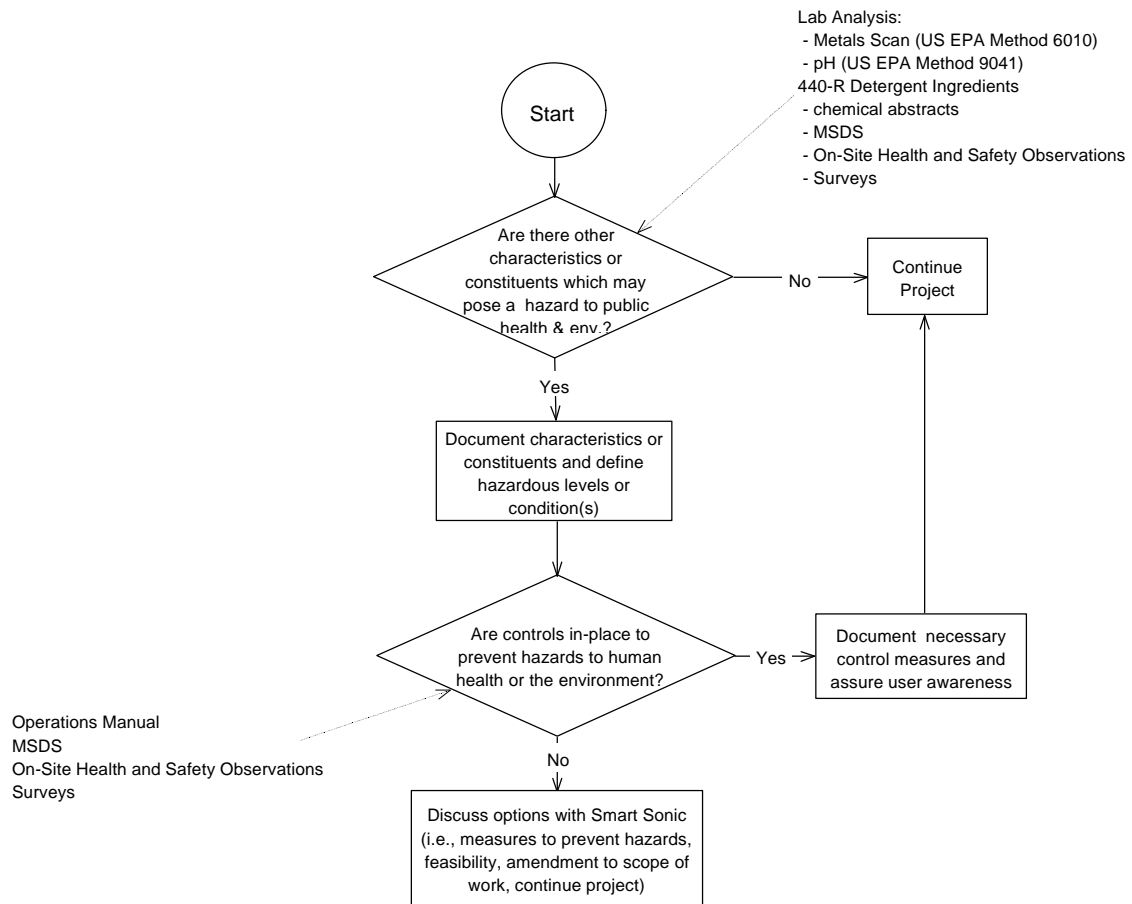 Lab Analysis:
- Metals Scan (US EPA Method 6010)
- pH (US EPA Method 9041)
440-R Detergent Ingredients
- chemical abstracts
- MSDS
- On-Site Health and Safety Observations
- Surveys
Start
Are there other
characteristics or
constituents which may
pose a hazard to public
health & env.?
No
Continue
Project
Yes
Document characteristics or
constituents and define
hazardous levels or
condition(s)
Are controls in-place to
prevent hazards to human
health or the environment?
Yes
Document necessary
control measures and
assure user awareness
Operations Manual
MSDS
On-Site Health and Safety Observations
Surveys
No
Discuss options with Smart Sonic
(i.e., measures to prevent hazards,
feasibility, amendment to scope of
work, continue project)